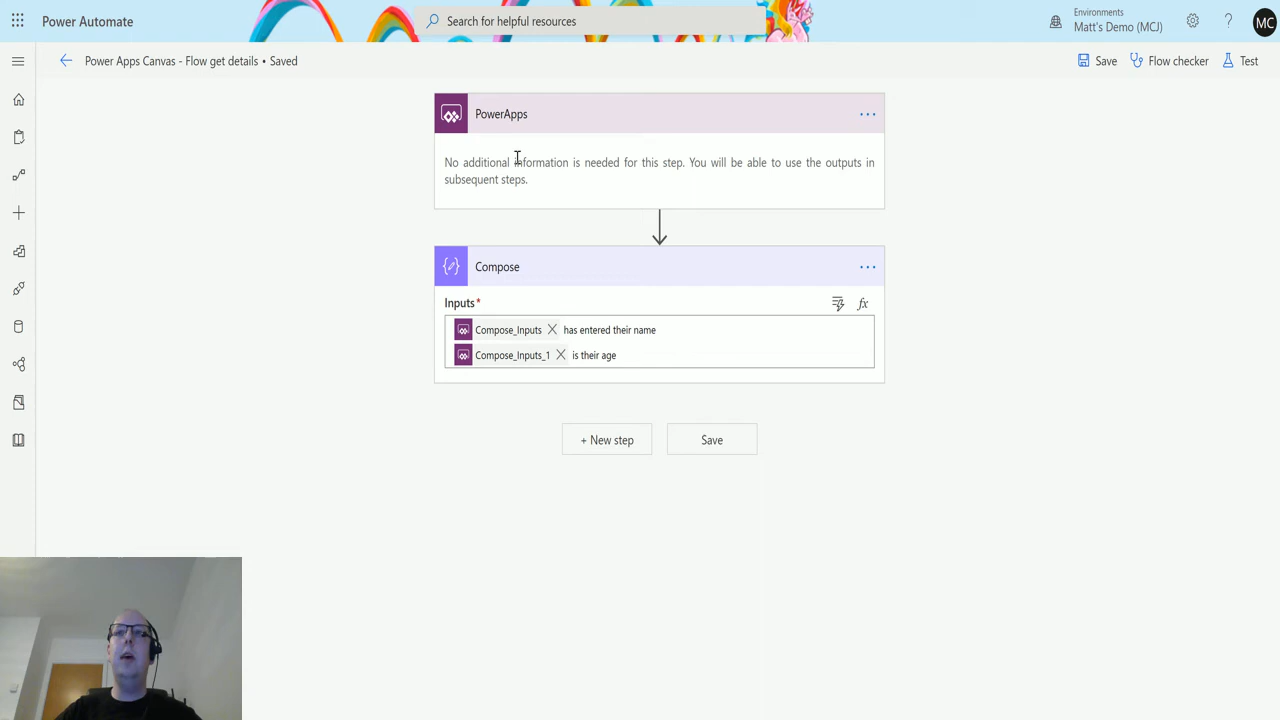 Power Automate
Search for helpful resources
Environments
Matt's Demo (MCJ)
?
MC
Power Apps Canvas - Flow get details • Saved
Save
Flow checker
Test
PowerApps
No additional information is needed for this step. You will be able to use the outputs in
subsequent steps.
Compose
Inputs*
fx
Compose_Inputs has entered their name
Compose_Inputs_1 is their age
+ New step
Save